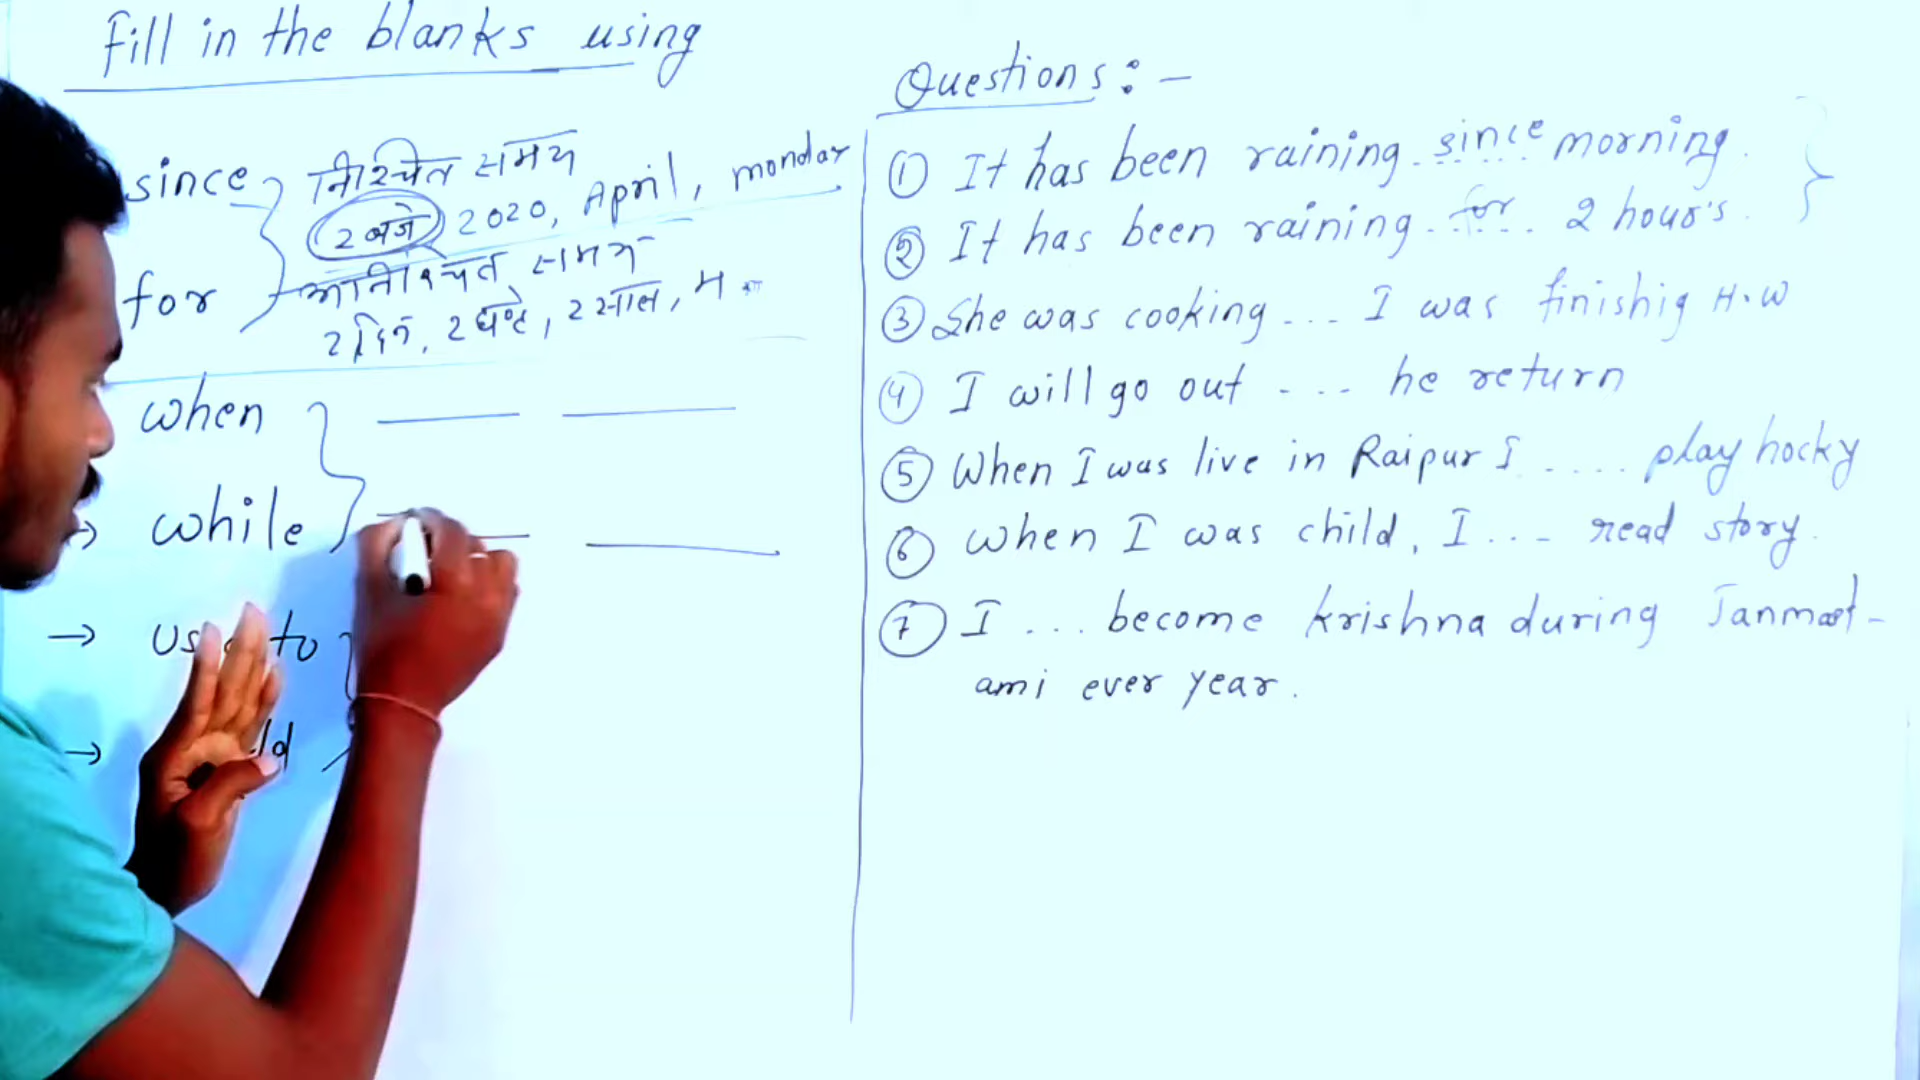 Fill in the blanks using
since
निश्चित समय
2 बजे 2020, April, monday
for
अनिश्चित समय
2 दिन, 2 घण्टे, 2 साल, म
when
while
→ to
→ ld
Questions :-
① It has been raining since morning.
② It has been raining for 2 hour's.
③ She was cooking ... I was finishig H.W
④ I will go out ... he return
⑤ When I was live in Raipur I .... play hocky
⑥ When I was child, I ... read story.
⑦ I ... become krishna during
ami ever year.